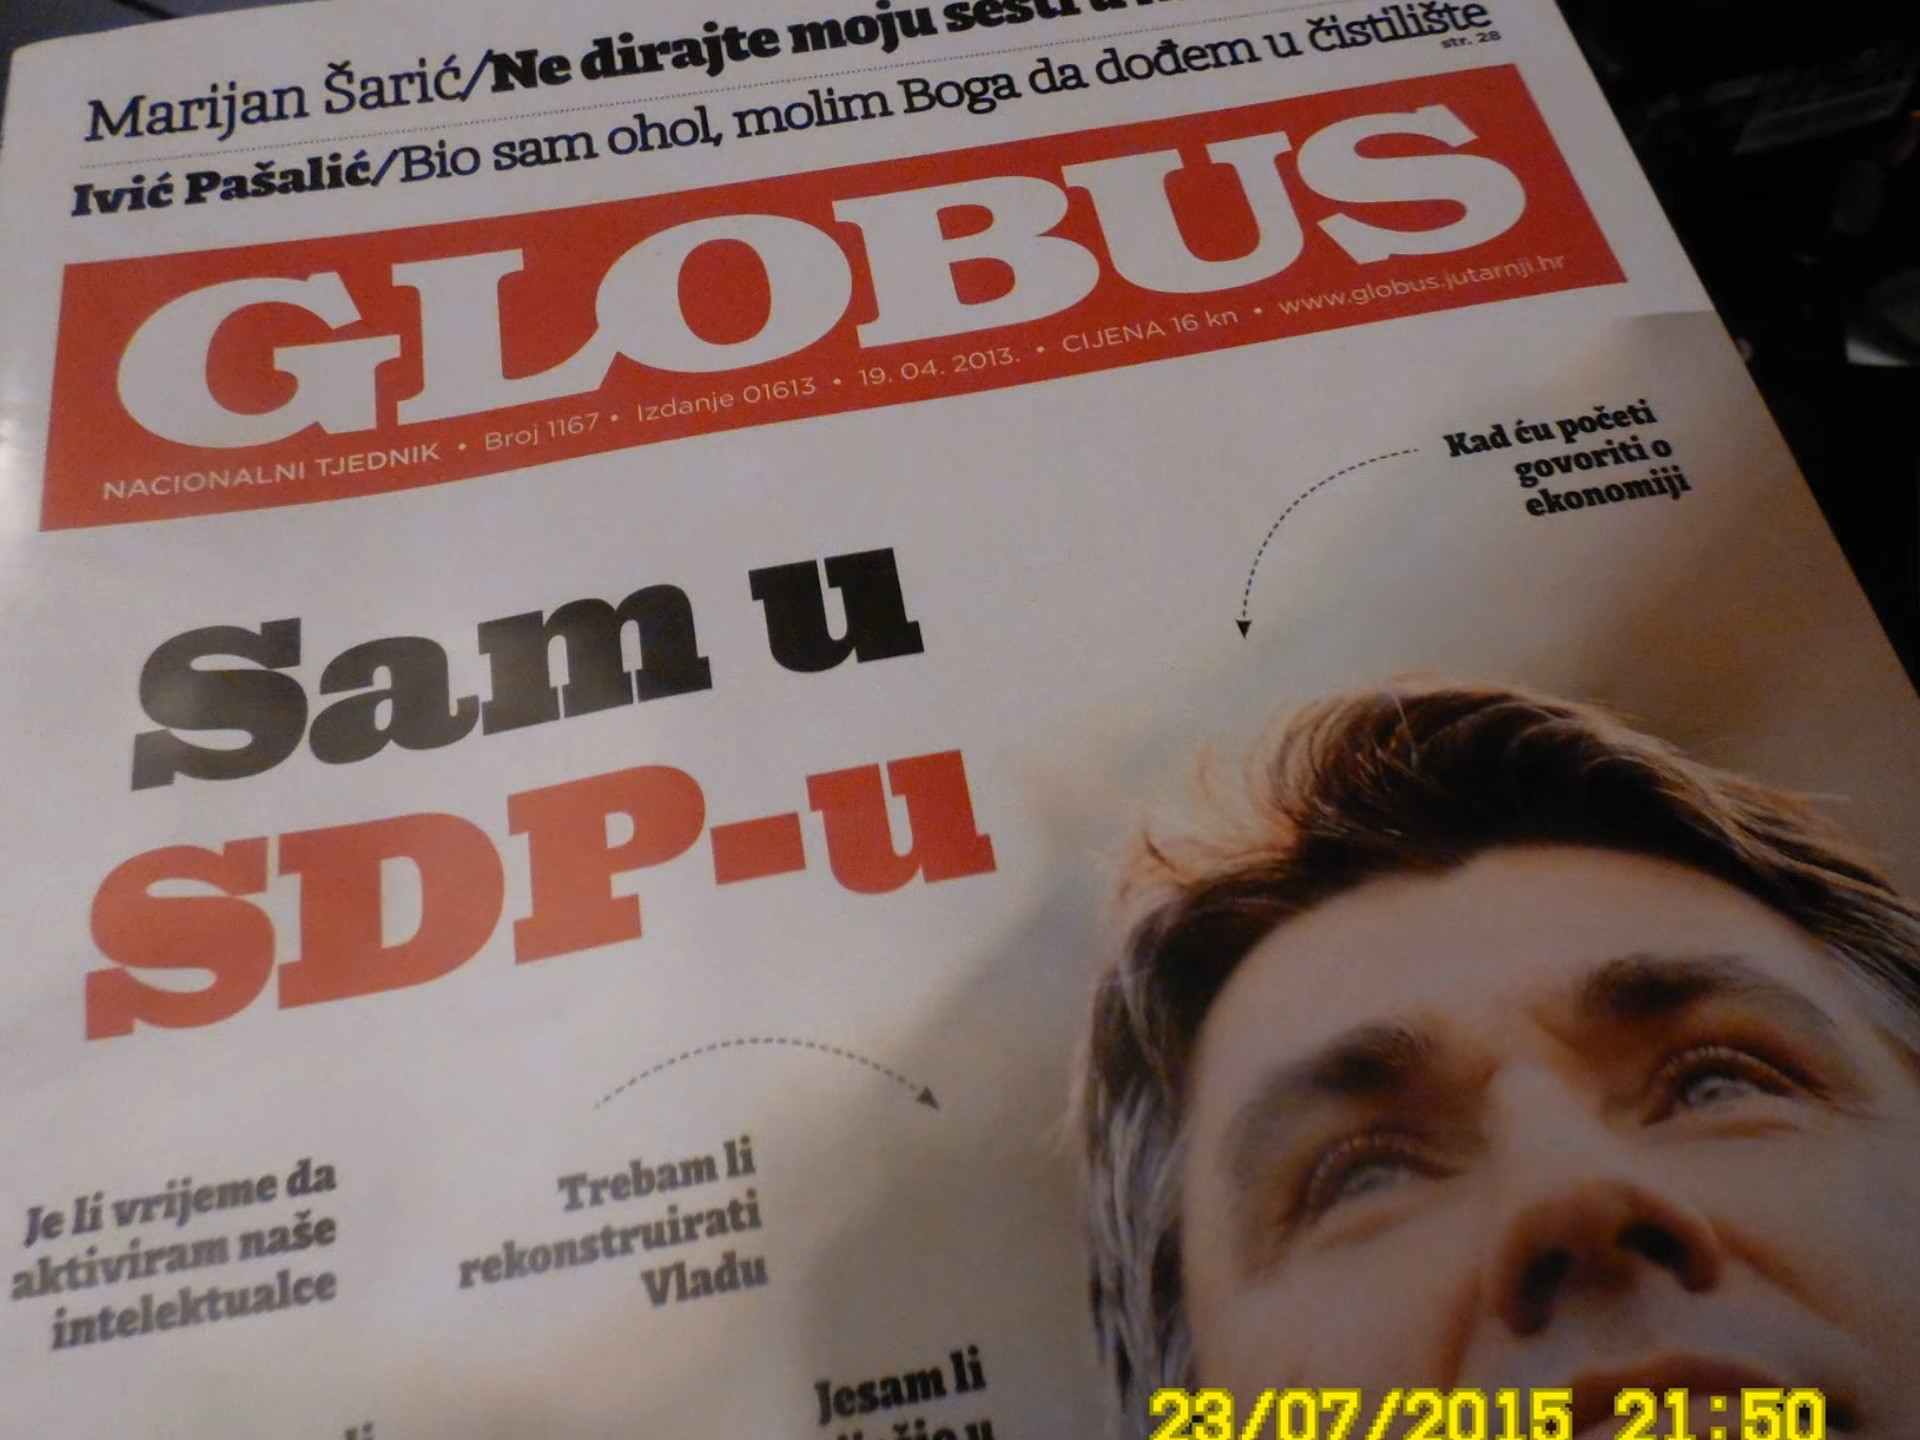 Marijan Šarić/Ne dirajte moju
Ivić Pašalić/Bio sam ohol, molim Boga da dođem u čistilište
str. 28
GLOBUS
NACIONALNI TJEDNIK • Broj 1167 • Izdanje 01613 • 19. 04. 2013. • CIJENA 16 kn • www.globus.jutarnji.hr
Kad ću početi
govoriti o
ekonomiji
Sam u
SDP-u
Je li vrijeme da
aktiviram naše
intelektualce
Trebam li
rekonstruirati
Vladu
Jesam li
23/07/2015 21:50